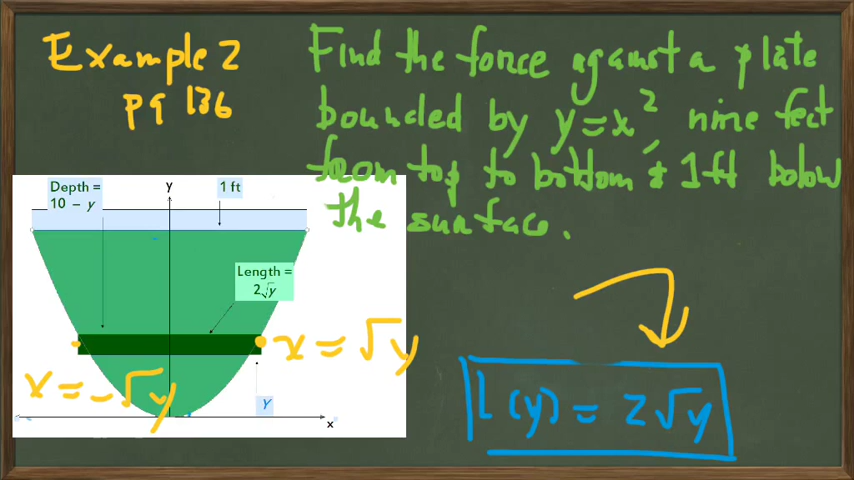 Example 2
pg 136
Find the force against a plate
bounded by y=x², nine feet
from top to bottom & 1ft below
the surface.
Depth =
10 − y
y
1 ft
Length =
2√y
x = √y
x = −√y
Y
x
L(y) = 2√y